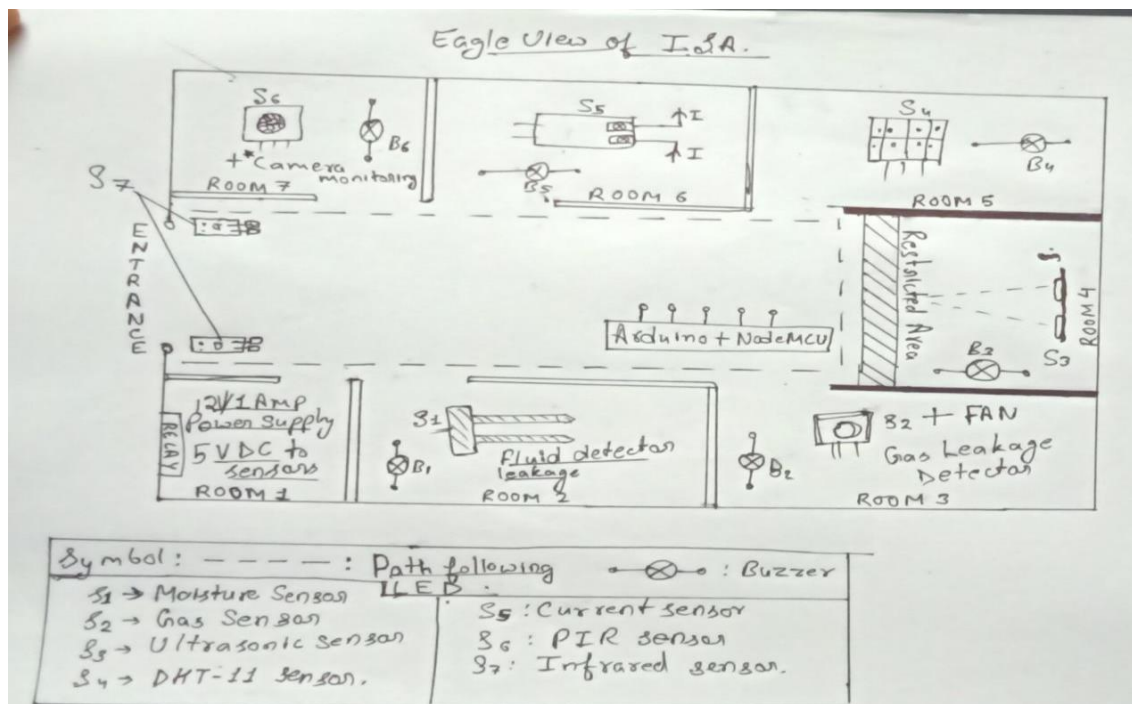 Eagle View of I.S.A.
S6
+*Camera
monitoring
B6
ROOM 7
S5
I
I
B5
ROOM 6
S4
B4
ROOM 5
S7
ENTRANCE
Arduino + NodeMCU
Restricted Area
B3
S3
ROOM 4
RELAY
12V/1 AMP
Power Supply
5 V DC to
sensors
ROOM 1
S1
B1
fluid detector
leakage
ROOM 2
B2
S2 + FAN
Gas Leakage
Detector
ROOM 3
Symbol: - - - - - : Path following
LED.
: Buzzer
S1 → Moisture Sensor
S2 → Gas Sensor
S3 → Ultrasonic Sensor
S4 → DHT-11 sensor.
S5 : Current sensor
S6 : PIR sensor
S7 : Infrared sensor.